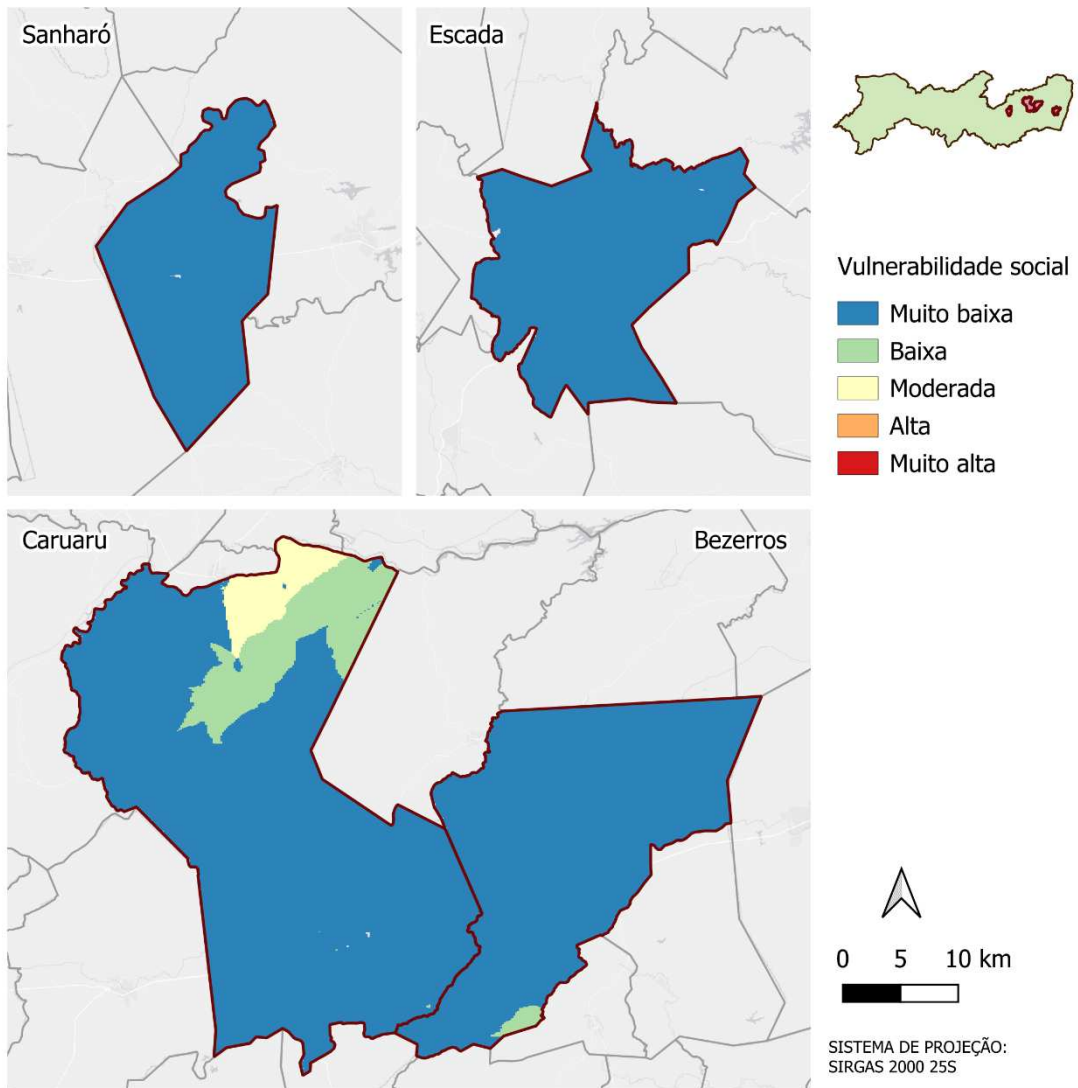 Sanharó
Escada
Vulnerabilidade social
Muito baixa
Baixa
Moderada
Alta
Muito alta
Caruaru
Bezerros
0 5 10 km
SISTEMA DE PROJEÇÃO:
SIRGAS 2000 25S